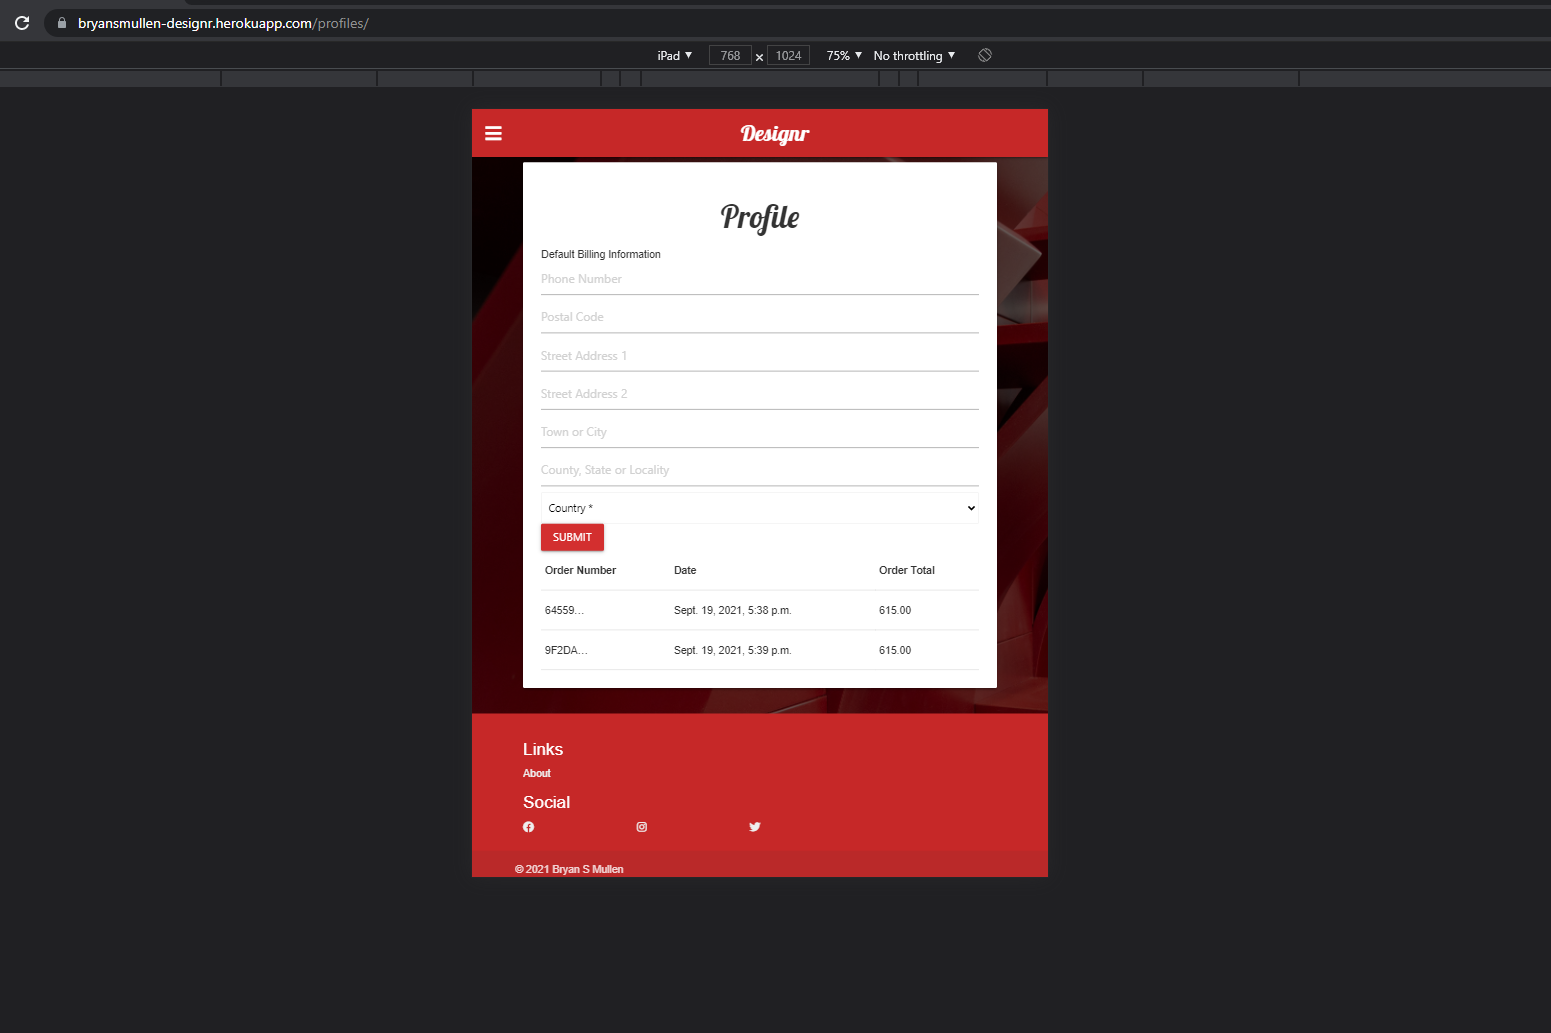 bryansmullen-designr.herokuapp.com/profiles/
iPad ▼ 768 × 1024 75% ▼ No throttling ▼
Designr
Profile
Default Billing Information
Phone Number
Postal Code
Street Address 1
Street Address 2
Town or City
County, State or Locality
Country *
SUBMIT
Order Number Date Order Total
64559... Sept. 19, 2021, 5:38 p.m. 615.00
9F2DA... Sept. 19, 2021, 5:39 p.m. 615.00
Links
About
Social
© 2021 Bryan S Mullen